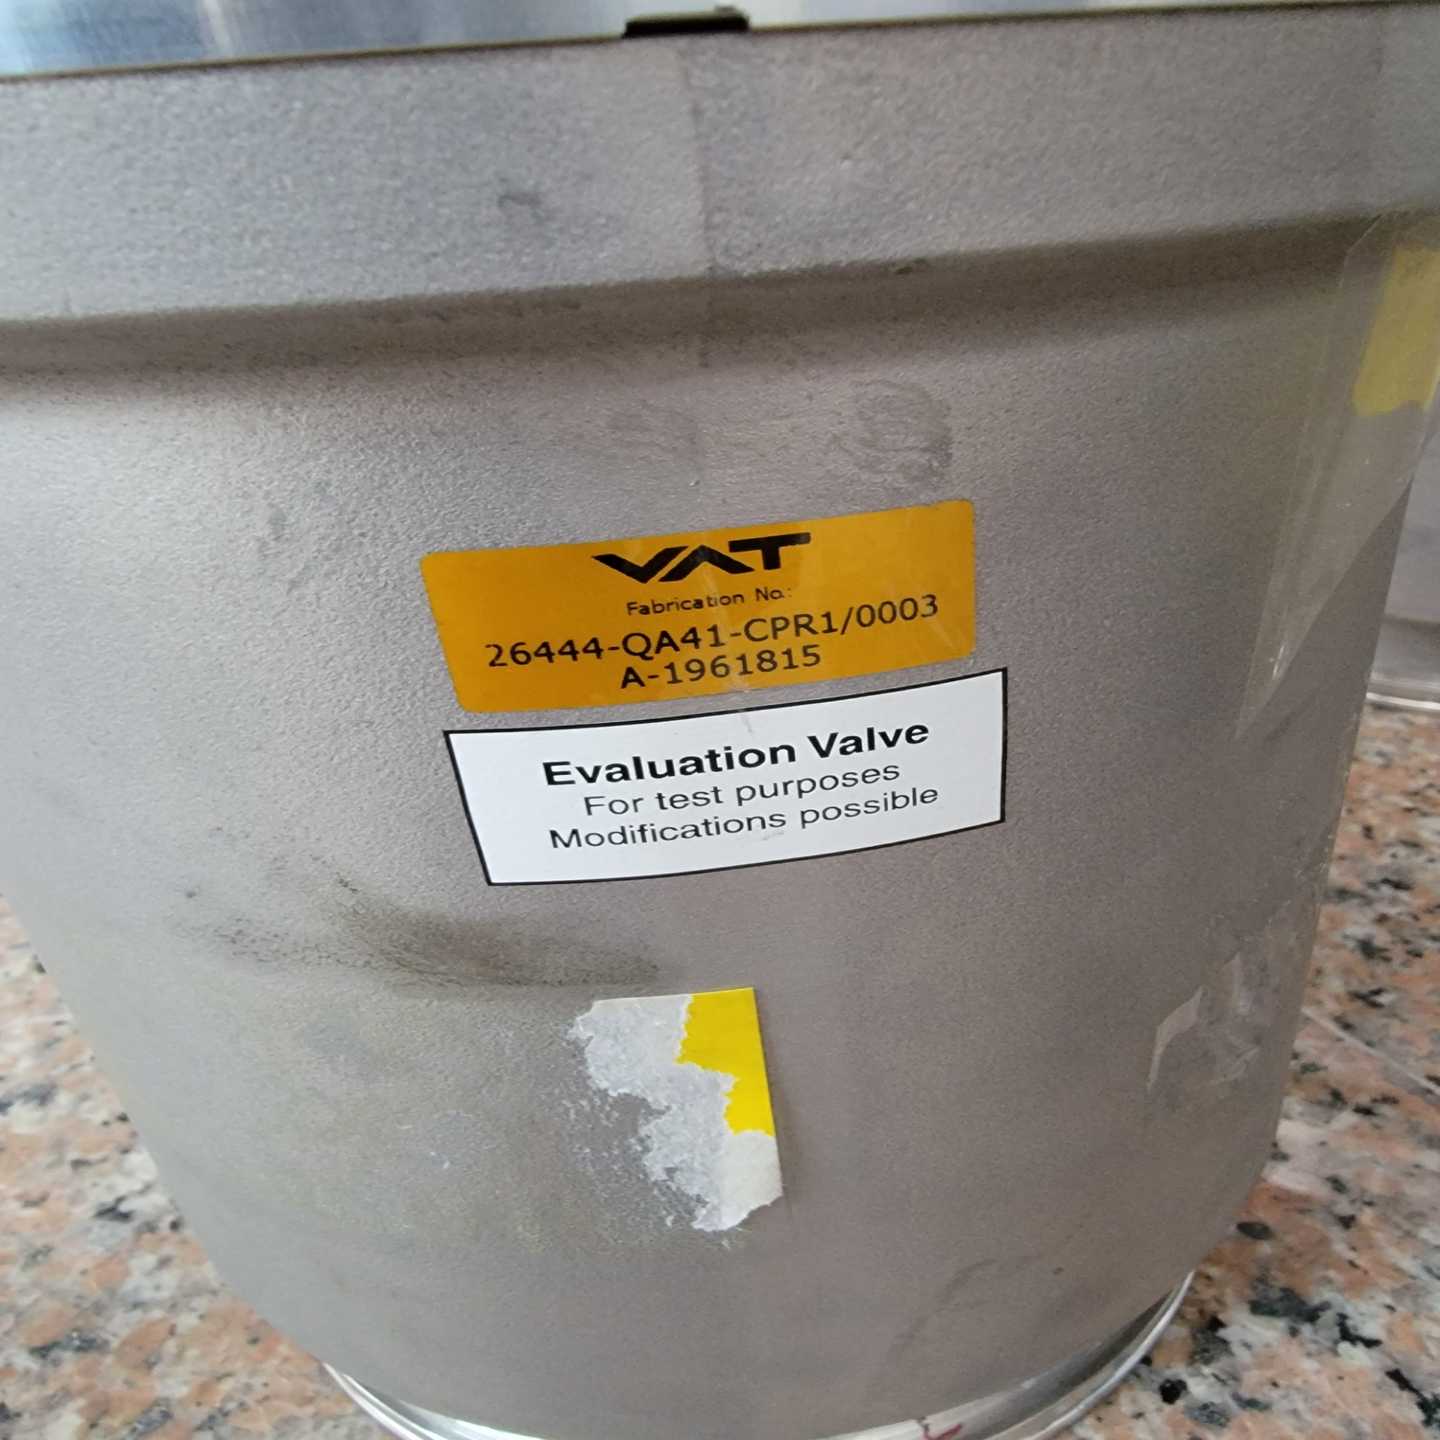 VAT
Fabrication No.:
26444-QA41-CPR1/0003
A-1961815
Evaluation Valve
For test purposes
Modifications possible